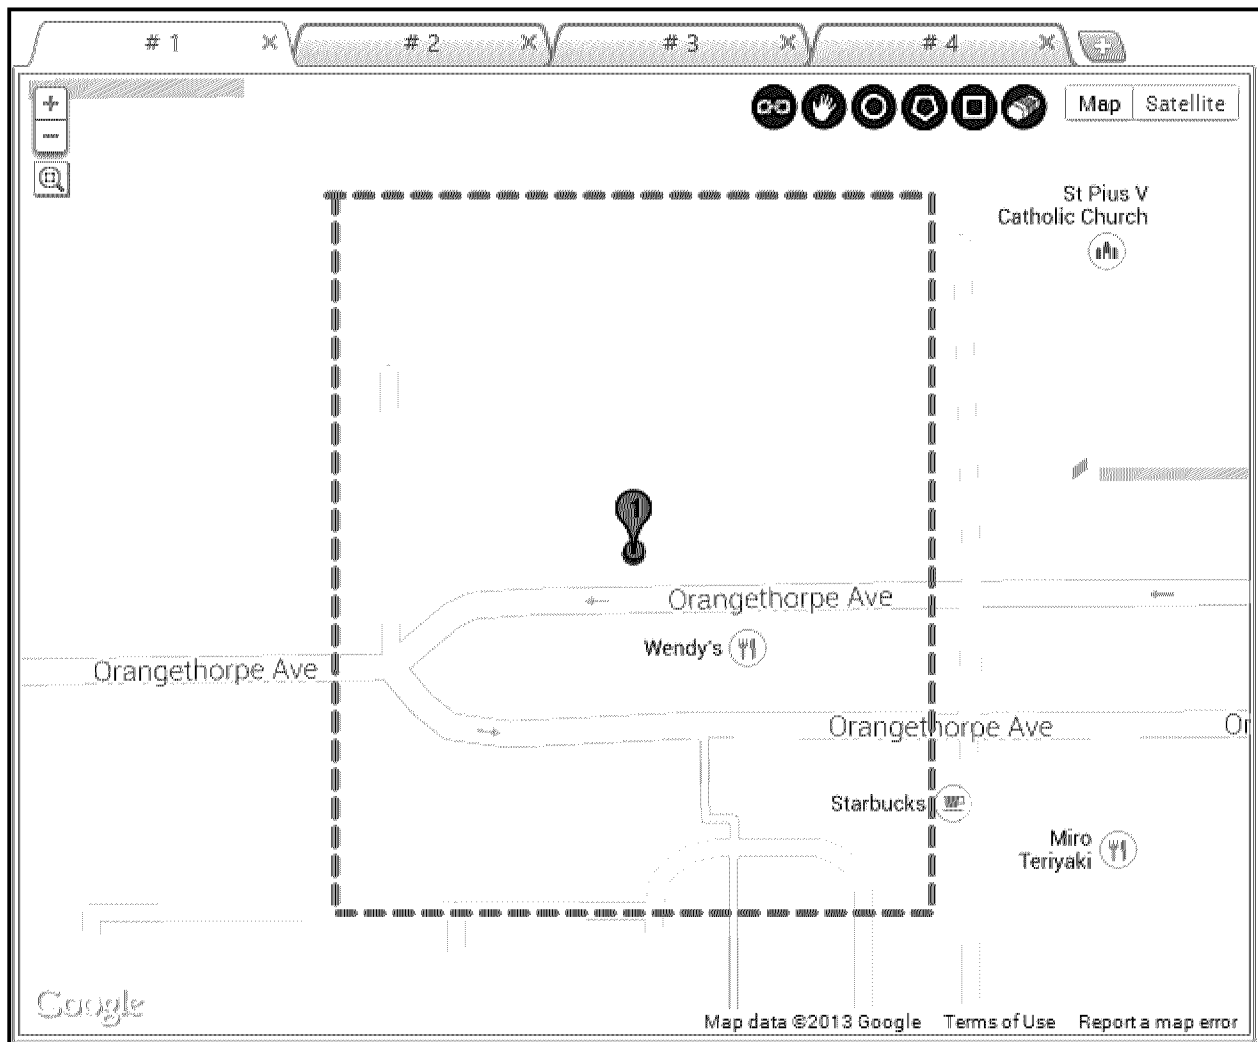 # 1
# 2
# 3
# 4
Map
Satellite
St Pius V
Catholic Church
1
Orangethorpe Ave
Wendy's
Orangethorpe Ave
Orangethorpe Ave
Or
Starbucks
Miro
Teriyaki
Google
Map data ©2013 Google
Terms of Use
Report a map error